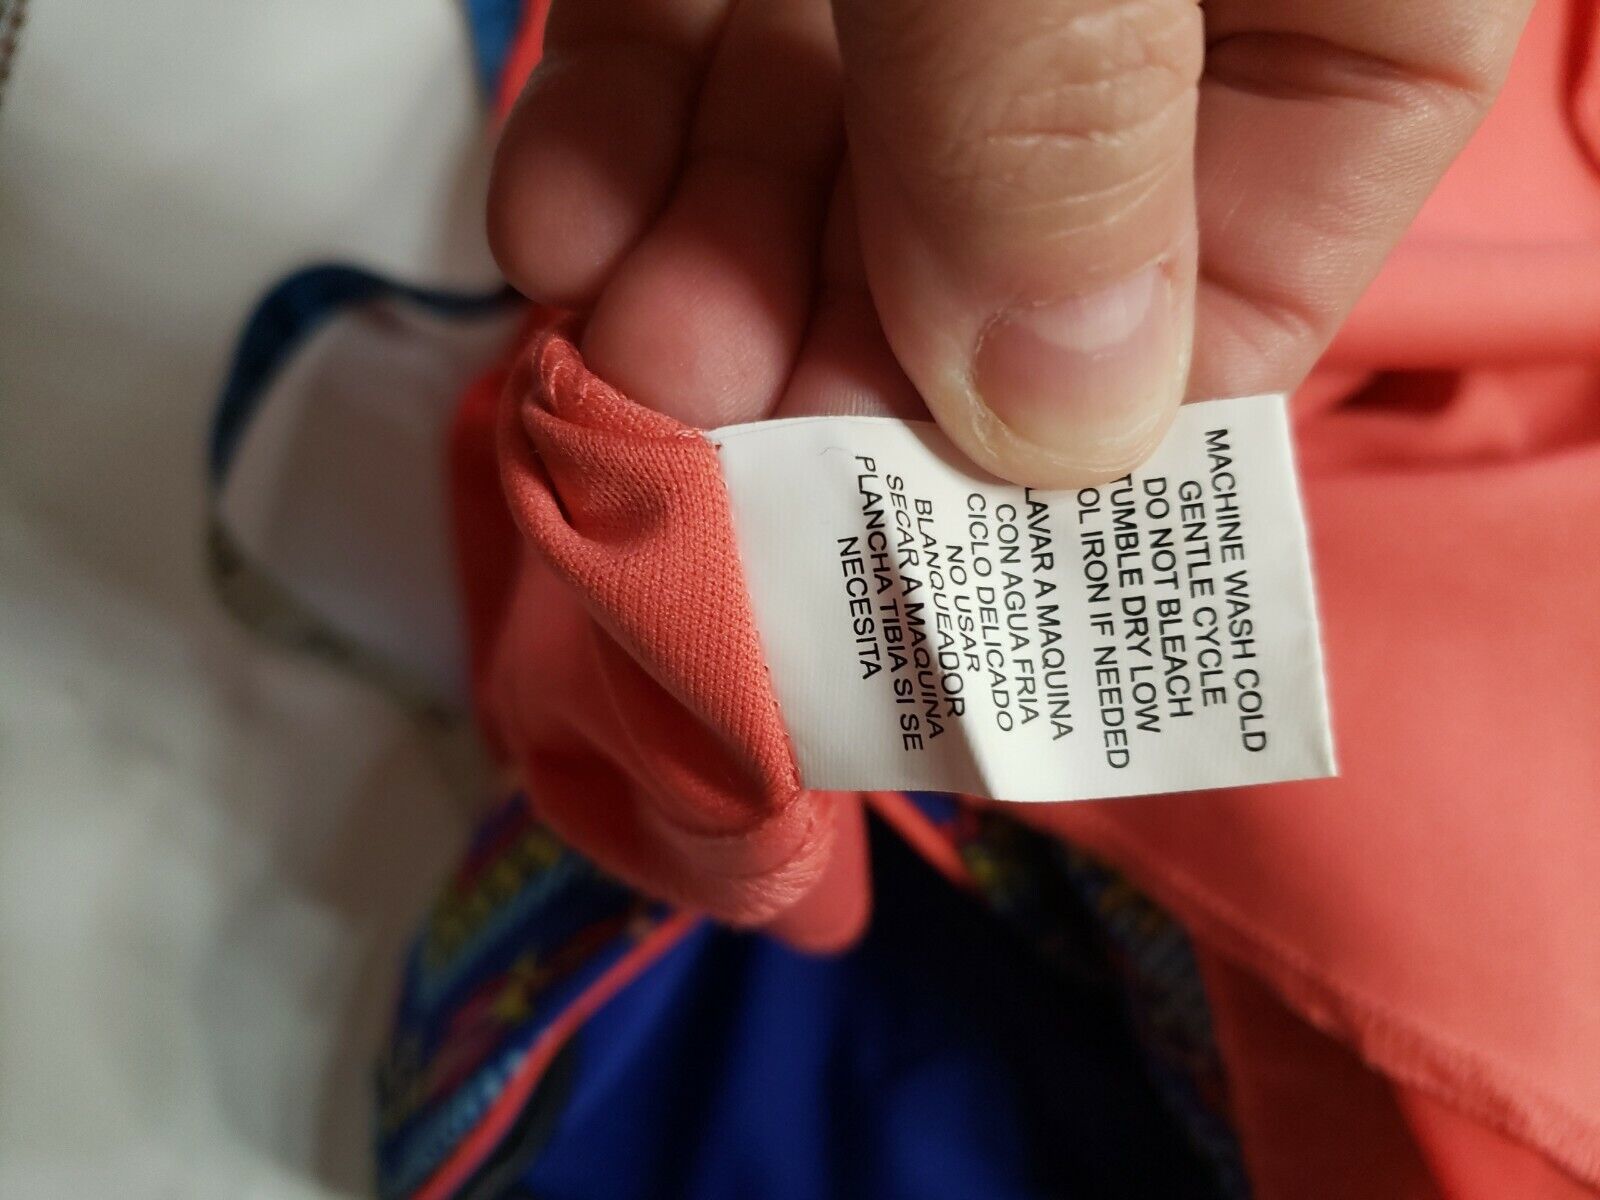 MACHINE WASH COLD
GENTLE CYCLE
DO NOT BLEACH
TUMBLE DRY LOW
OL IRON IF NEEDED
LAVAR A MAQUINA
CON AGUA FRIA
CICLO DELICADO
NO USAR
BLANQUEADOR
SECAR A MAQUINA
PLANCHA TIBIA SI SE
NECESITA